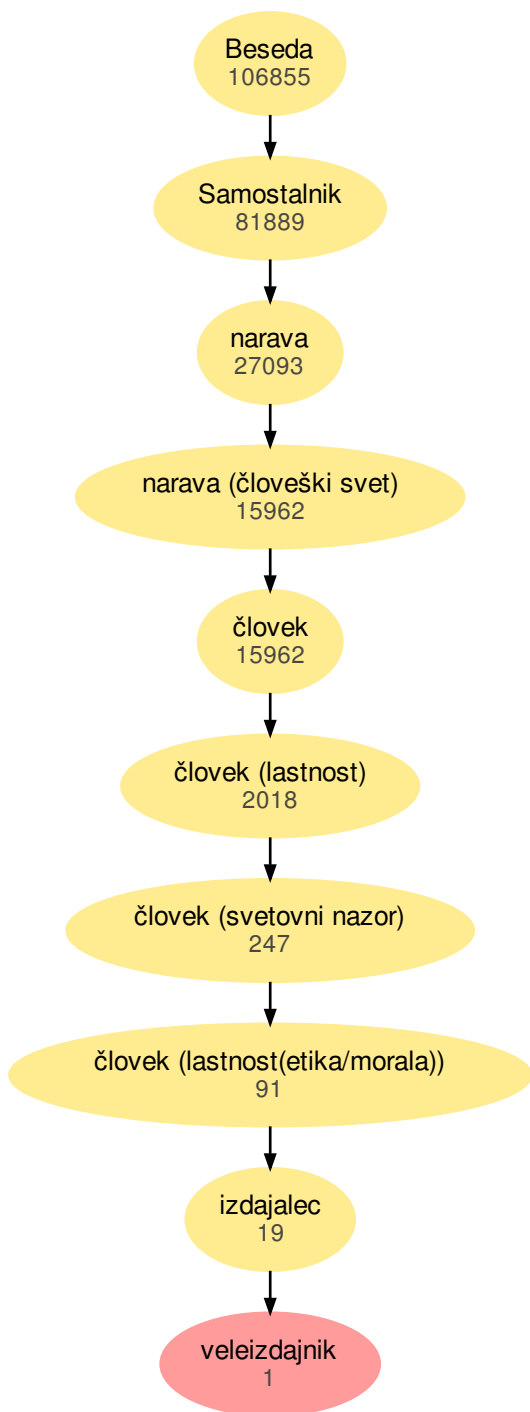 Beseda
106855
Samostalnik
81889
narava
27093
narava (človeški svet)
15962
človek
15962
človek (lastnost)
2018
človek (svetovni nazor)
247
človek (lastnost(etika/morala))
91
izdajalec
19
veleizdajnik
1